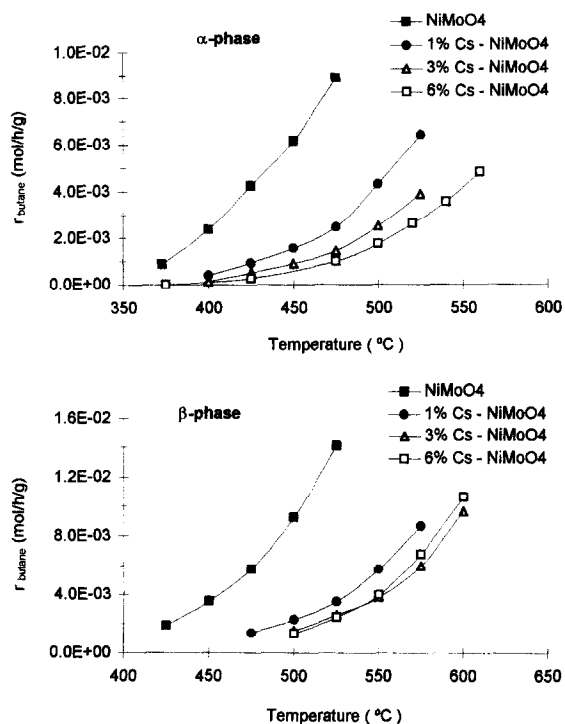 α-phase
NiMoO4
1% Cs - NiMoO4
3% Cs - NiMoO4
6% Cs - NiMoO4
1.0E-02
8.0E-03
6.0E-03
4.0E-03
2.0E-03
0.0E+00
r butane (mol/h/g)
350 400 450 500 550 600
Temperature ( ºC )
β-phase
NiMoO4
1% Cs - NiMoO4
3% Cs - NiMoO4
6% Cs - NiMoO4
1.6E-02
1.2E-02
8.0E-03
4.0E-03
0.0E+00
r butane (mol/h/g)
400 450 500 550 600 650
Temperature ( ºC )